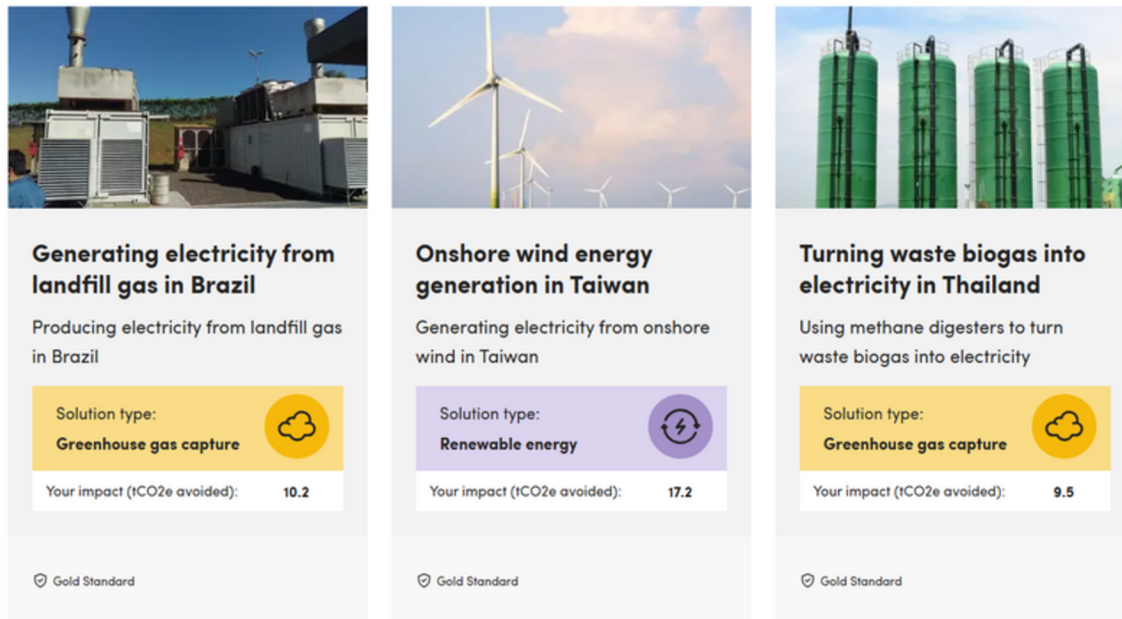 Generating electricity from
landfill gas in Brazil
Producing electricity from landfill gas
in Brazil
Solution type:
Greenhouse gas capture
Your impact (tCO2e avoided): 10.2
Gold Standard
Onshore wind energy
generation in Taiwan
Generating electricity from onshore
wind in Taiwan
Solution type:
Renewable energy
Your impact (tCO2e avoided): 17.2
Gold Standard
Turning waste biogas into
electricity in Thailand
Using methane digesters to turn
waste biogas into electricity
Solution type:
Greenhouse gas capture
Your impact (tCO2e avoided): 9.5
Gold Standard